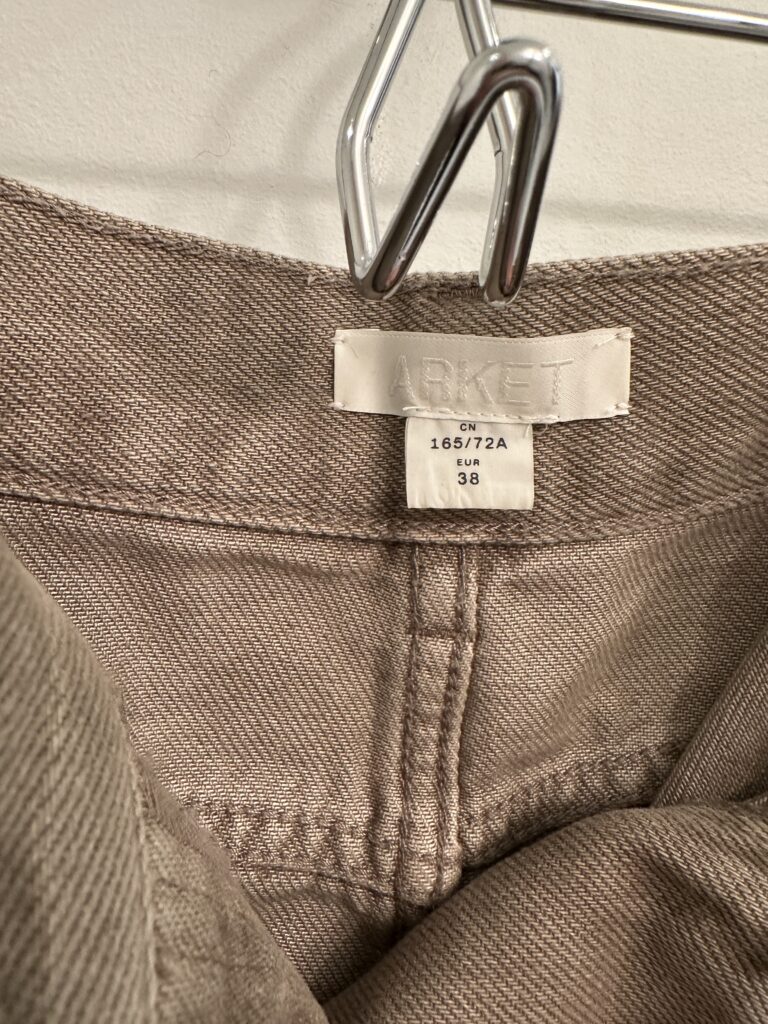 ARKET
CN
165/72A
EUR
38